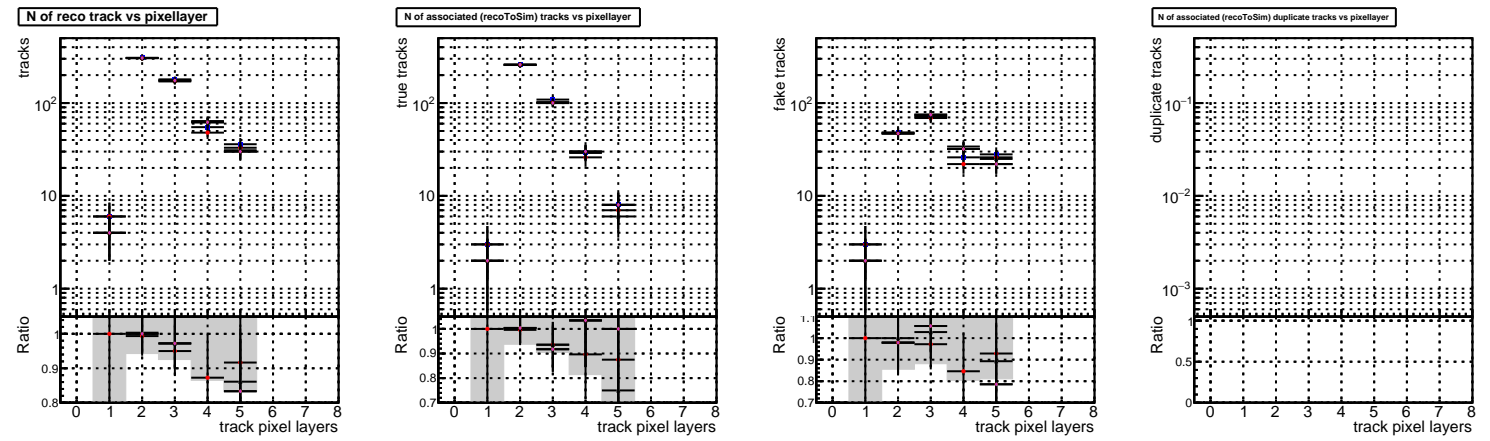 N of reco track vs pixellayer
tracks
10²
10
1
Ratio
1
0.9
0.8
0 1 2 3 4 5 6 7 8
track pixel layers
N of associated (recoToSim) tracks vs pixellayer
true tracks
10²
10
1
Ratio
1
0.9
0.8
0.7
0 1 2 3 4 5 6 7 8
track pixel layers
fake tracks
10²
10
1
Ratio
1.1
1
0.9
0.8
0.7
0 1 2 3 4 5 6 7 8
track pixel layers
N of associated (recoToSim) duplicate tracks vs pixellayer
duplicate tracks
10⁻¹
10⁻²
10⁻³
Ratio
1
0.5
0
0 1 2 3 4 5 6 7 8
track pixel layers